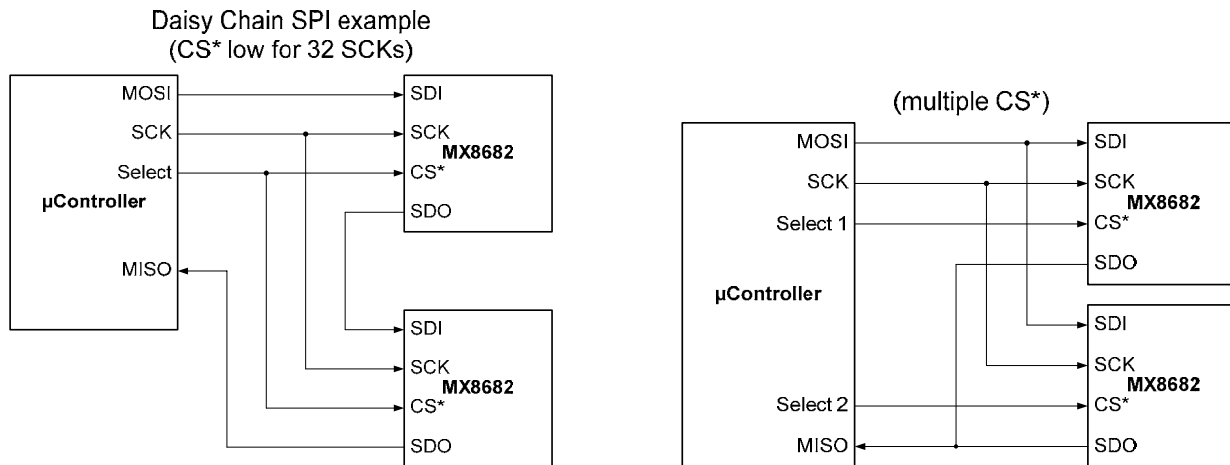 Daisy Chain SPI example
(CS* low for 32 SCKs)
MOSI
SCK
Select
µController
MISO
SDI
SCK
MX8682
CS*
SDO
SDI
SCK
MX8682
CS*
SDO
(multiple CS*)
MOSI
SCK
Select 1
µController
Select 2
MISO
SDI
SCK
MX8682
CS*
SDO
SDI
SCK
MX8682
CS*
SDO